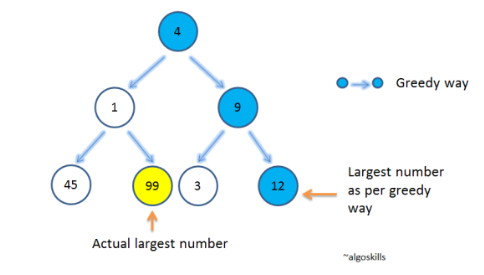 4
Greedy way
1
9
45
99
3
12
Largest number
as per greedy
way
Actual largest number
~algoskills